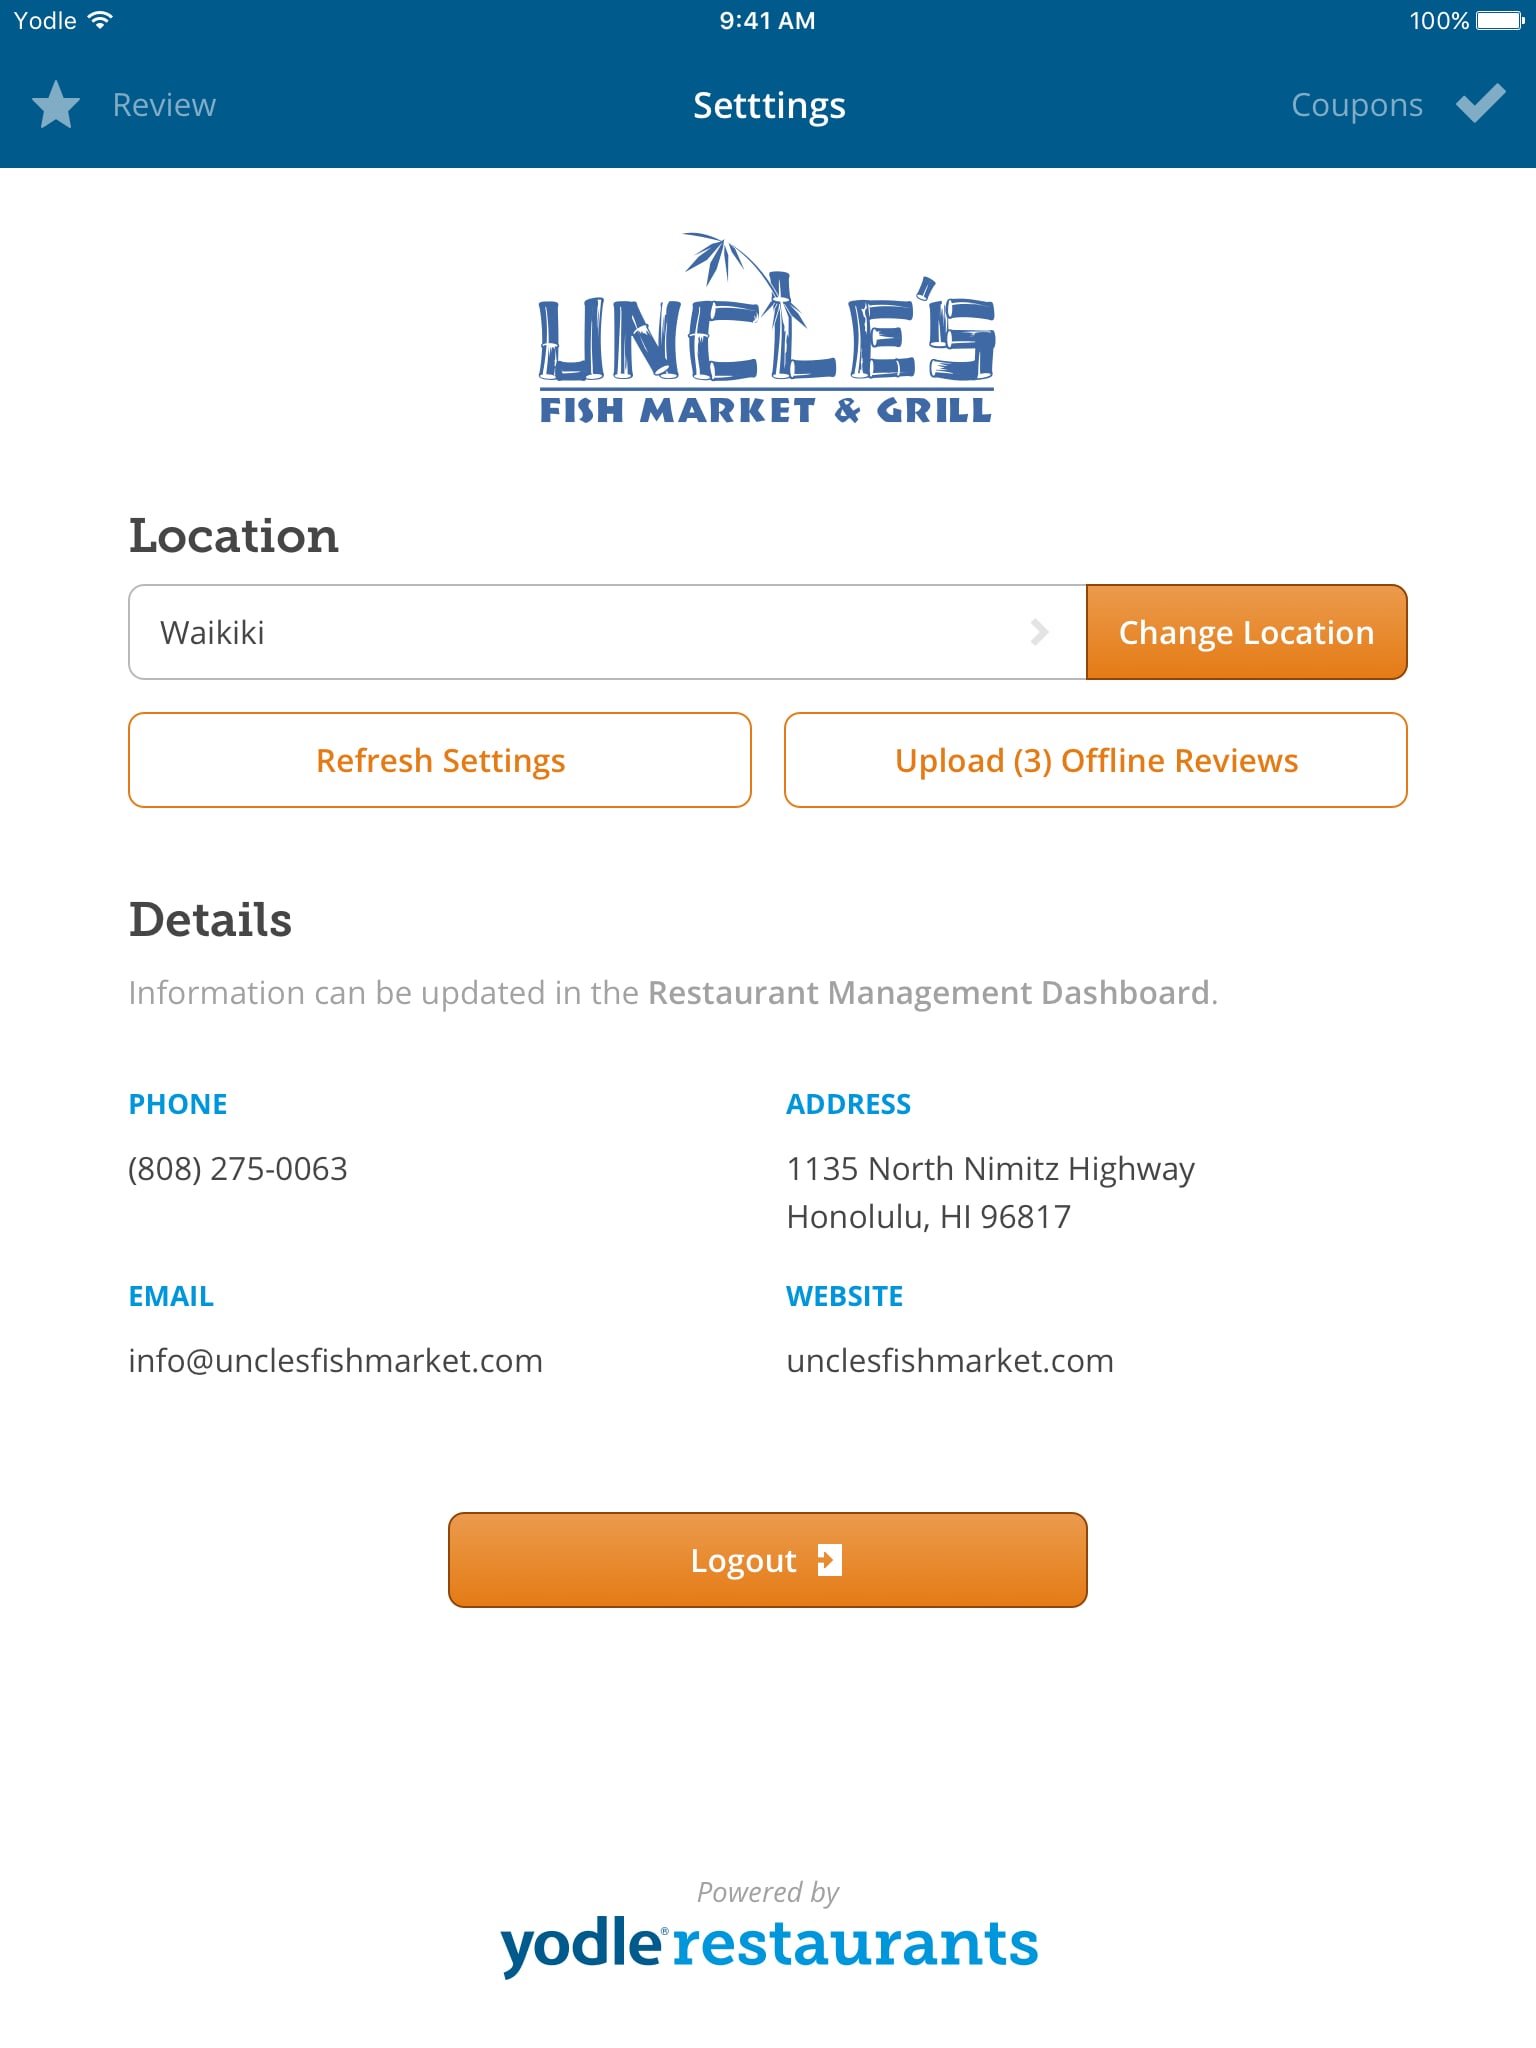 Yodle 9:41 AM 100%
Review Setttings Coupons
UNCLE'S
FISH MARKET & GRILL
Location
Waikiki Change Location
Refresh Settings Upload (3) Offline Reviews
Details
Information can be updated in the Restaurant Management Dashboard.
PHONE
(808) 275-0063
ADDRESS
1135 North Nimitz Highway
Honolulu, HI 96817
EMAIL
info@unclesfishmarket.com
WEBSITE
unclesfishmarket.com
Logout
Powered by
yodle® restaurants